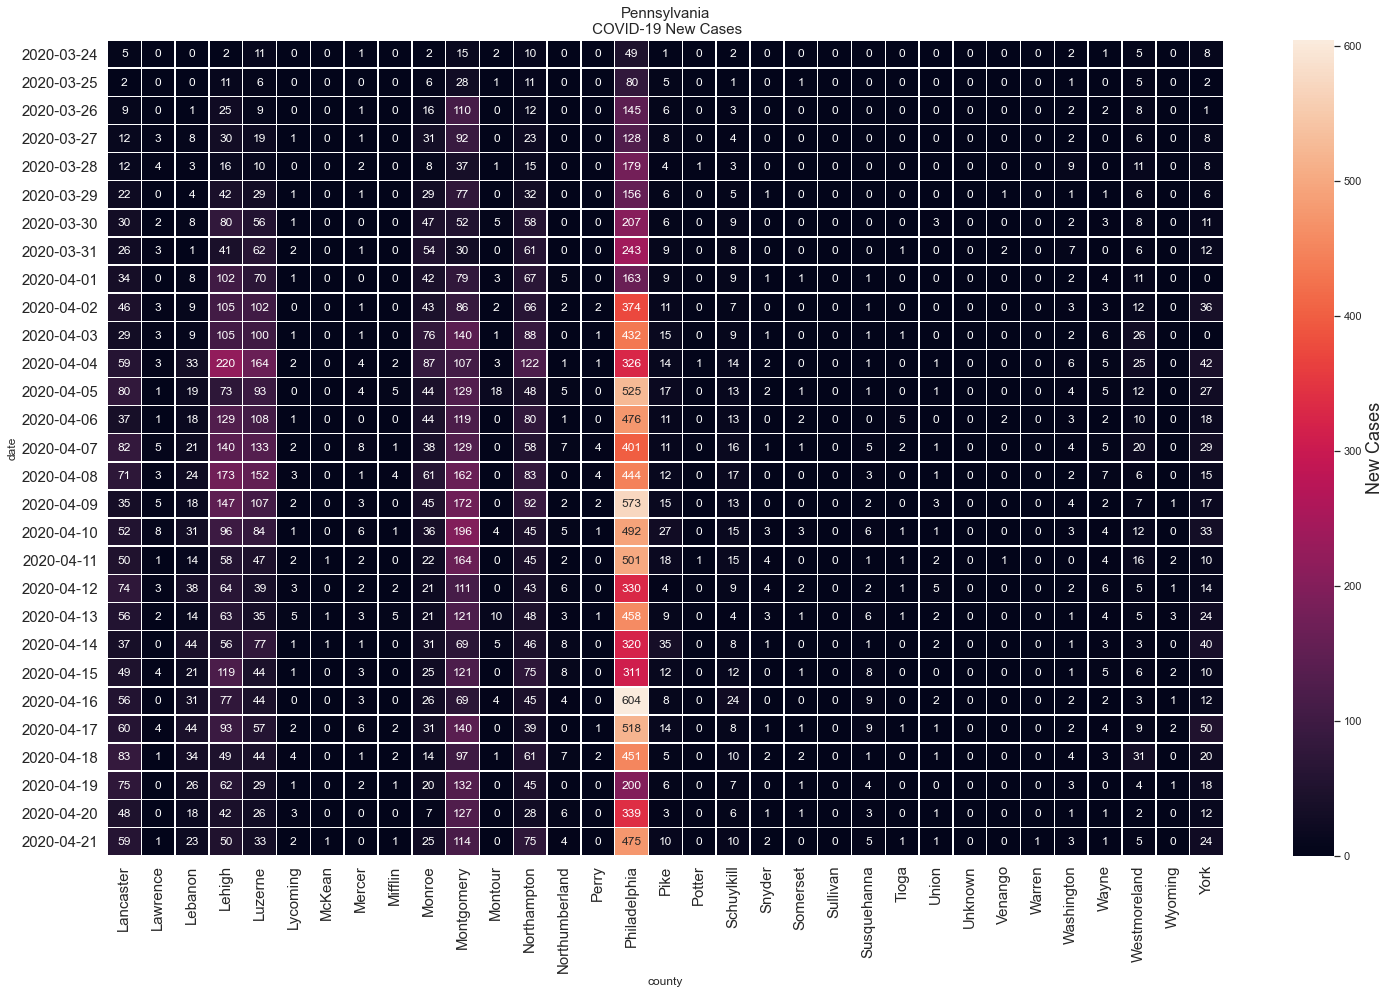 Pennsylvania
COVID-19 New Cases
2020-03-24 5 0 0 2 11 0 0 1 0 2 15 2 10 0 0 49 1 0 2 0 0 0 0 0 0 0 0 0 2 1 5 0 8
2020-03-25 2 0 0 11 6 0 0 0 0 6 28 1 11 0 0 80 5 0 1 0 1 0 0 0 0 0 0 0 1 0 5 0 2
2020-03-26 9 0 1 25 9 0 0 1 0 16 110 0 12 0 0 145 6 0 3 0 0 0 0 0 0 0 0 0 2 2 8 0 1
2020-03-27 12 3 8 30 19 1 0 1 0 31 92 0 23 0 0 128 8 0 4 0 0 0 0 0 0 0 0 0 2 0 6 0 8
2020-03-28 12 4 3 16 10 0 0 2 0 8 37 1 15 0 0 179 4 1 3 0 0 0 0 0 0 0 0 0 9 0 11 0 8
2020-03-29 22 0 4 42 29 1 0 1 0 29 77 0 32 0 0 156 6 0 5 1 0 0 0 0 0 0 1 0 1 1 6 0 6
2020-03-30 30 2 8 80 56 1 0 0 0 47 52 5 58 0 0 207 6 0 9 0 0 0 0 0 3 0 0 0 2 3 8 0 11
2020-03-31 26 3 1 41 62 2 0 1 0 54 30 0 61 0 0 243 9 0 8 0 0 0 0 1 0 0 2 0 7 0 6 0 12
2020-04-01 34 0 8 102 70 1 0 0 0 42 79 3 67 5 0 163 9 0 9 1 1 0 1 0 0 0 0 0 2 4 11 0 0
2020-04-02 46 3 9 105 102 0 0 1 0 43 86 2 66 2 2 374 11 0 7 0 0 0 1 0 0 0 0 0 3 3 12 0 36
2020-04-03 29 3 9 105 100 1 0 1 0 76 140 1 88 0 1 432 15 0 9 1 0 0 1 1 0 0 0 0 2 6 26 0 0
2020-04-04 59 3 33 220 164 2 0 4 2 87 107 3 122 1 1 326 14 1 14 2 0 0 1 0 1 0 0 0 6 5 25 0 42
2020-04-05 80 1 19 73 93 0 0 4 5 44 129 18 48 5 0 525 17 0 13 2 1 0 1 0 1 0 0 0 4 5 12 0 27
2020-04-06 37 1 18 129 108 1 0 0 0 44 119 0 80 1 0 476 11 0 13 0 2 0 0 5 0 0 2 0 3 2 10 0 18
2020-04-07 82 5 21 140 133 2 0 8 1 38 129 0 58 7 4 401 11 0 16 1 1 0 5 2 1 0 0 0 4 5 20 0 29
2020-04-08 71 3 24 173 152 3 0 1 4 61 162 0 83 0 4 444 12 0 17 0 0 0 3 0 1 0 0 0 2 7 6 0 15
2020-04-09 35 5 18 147 107 2 0 3 0 45 172 0 92 2 2 573 15 0 13 0 0 0 2 0 3 0 0 0 4 2 7 1 17
2020-04-10 52 8 31 96 84 1 0 6 1 36 196 4 45 5 1 492 27 0 15 3 3 0 6 1 1 0 0 0 3 4 12 0 33
2020-04-11 50 1 14 58 47 2 1 2 0 22 164 0 45 2 0 501 18 1 15 4 0 0 1 1 2 0 1 0 0 4 16 2 10
2020-04-12 74 3 38 64 39 3 0 2 2 21 111 0 43 6 0 330 4 0 9 4 2 0 2 1 5 0 0 0 2 6 5 1 14
2020-04-13 56 2 14 63 35 5 1 3 5 21 121 10 48 3 1 458 9 0 4 3 1 0 6 1 2 0 0 0 1 4 5 3 24
2020-04-14 37 0 44 56 77 1 1 1 0 31 69 5 46 8 0 320 35 0 8 1 0 0 1 0 2 0 0 0 1 3 3 0 40
2020-04-15 49 4 21 119 44 1 0 3 0 25 121 0 75 8 0 311 12 0 12 0 1 0 8 0 0 0 0 0 1 5 6 2 10
2020-04-16 56 0 31 77 44 0 0 3 0 26 69 4 45 4 0 604 8 0 24 0 0 0 9 0 2 0 0 0 2 2 3 1 12
2020-04-17 60 4 44 93 57 2 0 6 2 31 140 0 39 0 1 518 14 0 8 1 1 0 9 1 1 0 0 0 2 4 9 2 50
2020-04-18 83 1 34 49 44 4 0 1 2 14 97 1 61 7 2 451 5 0 10 2 2 0 1 0 1 0 0 0 4 3 31 0 20
2020-04-19 75 0 26 62 29 1 0 2 1 20 132 0 45 0 0 200 6 0 7 0 1 0 4 0 0 0 0 0 3 0 4 1 18
2020-04-20 48 0 18 42 26 3 0 0 0 7 127 0 28 6 0 339 3 0 6 1 1 0 3 0 1 0 0 0 1 1 2 0 12
2020-04-21 59 1 23 50 33 2 1 0 1 25 114 0 75 4 0 475 10 0 10 2 0 0 5 1 1 0 0 1 3 1 5 0 24
date
Lancaster Lawrence Lebanon Lehigh Luzerne Lycoming McKean Mercer Mifflin Monroe Montgomery Montour Northampton Northumberland Perry Philadelphia Pike Potter Schuylkill Snyder Somerset Sullivan Susquehanna Tioga Union Unknown Venango Warren Washington Wayne Westmoreland Wyoming York
county
600
500
400
300
200
100
0
New Cases